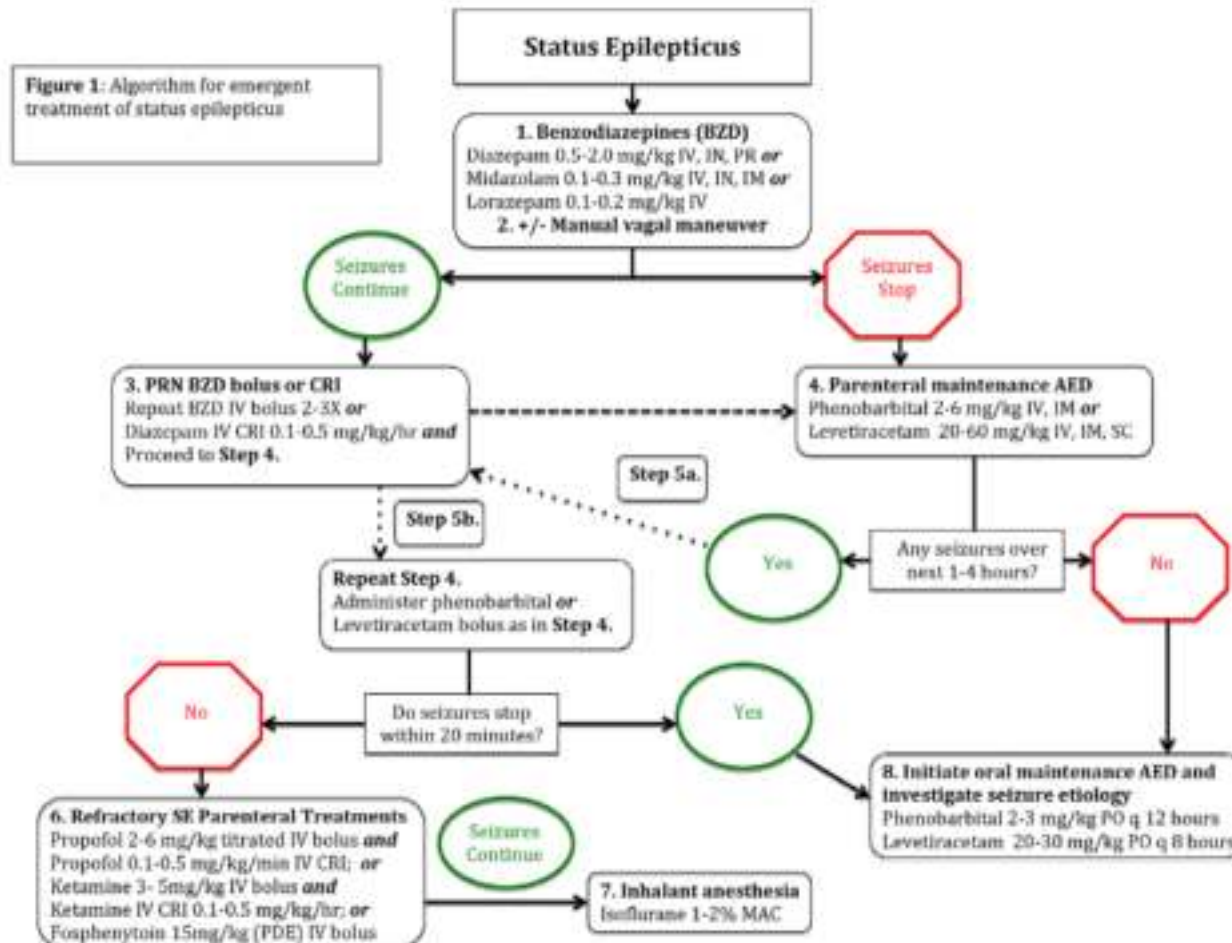 Status Epilepticus
Figure 1: Algorithm for emergent
treatment of status epilepticus
1. Benzodiazepines (BZD)
Diazepam 0.5-2.0 mg/kg IV, IN, PR or
Midazolam 0.1-0.3 mg/kg IV, IN, IM or
Lorazepam 0.1-0.2 mg/kg IV
2. +/- Manual vagal maneuver
Seizures
Continue
Seizures
Stop
3. PRN BZD bolus or CRI
Repeat BZD IV bolus 2-3X or
Diazepam IV CRI 0.1-0.5 mg/kg/hr and
Proceed to Step 4.
4. Parenteral maintenance AED
Phenobarbital 2-6 mg/kg IV, IM or
Levetiracetam 20-60 mg/kg IV, IM, SC
Step 5a.
Step 5b.
Yes
Any seizures over
next 1-4 hours?
No
Repeat Step 4.
Administer phenobarbital or
Levetiracetam bolus as in Step 4.
No
Do seizures stop
within 20 minutes?
Yes
8. Initiate oral maintenance AED and
investigate seizure etiology
Phenobarbital 2-3 mg/kg PO q 12 hours
Levetiracetam 20-30 mg/kg PO q 8 hours
6. Refractory SE Parenteral Treatments
Propofol 2-6 mg/kg titrated IV bolus and
Propofol 0.1-0.5 mg/kg/min IV CRI; or
Ketamine 3- 5mg/kg IV bolus and
Ketamine IV CRI 0.1-0.5 mg/kg/hr; or
Fosphenytoin 15mg/kg (PDE) IV bolus
Seizures
Continue
7. Inhalant anesthesia
Isoflurane 1-2% MAC